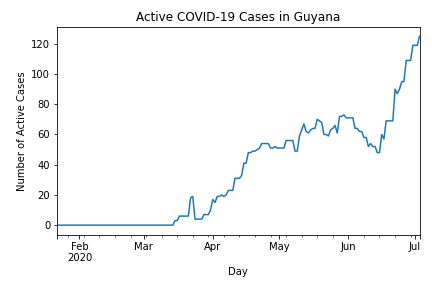 Active COVID-19 Cases in Guyana
120
100
80
60
40
20
0
Number of Active Cases
Feb
2020
Mar
Apr
May
Jun
Jul
Day